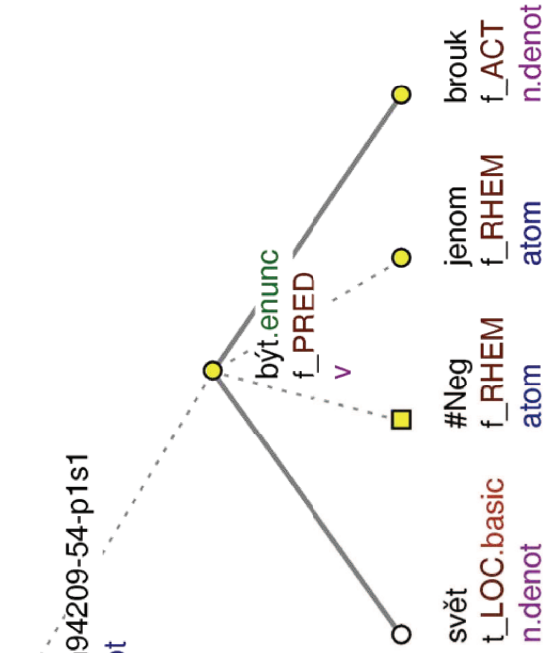 94209-54-p1s1
být.enunc
f_PRED
v
svět
t_LOC.basic
n.denot
#Neg
f_RHEM
atom
jenom
f_RHEM
atom
brouk
f_ACT
n.denot